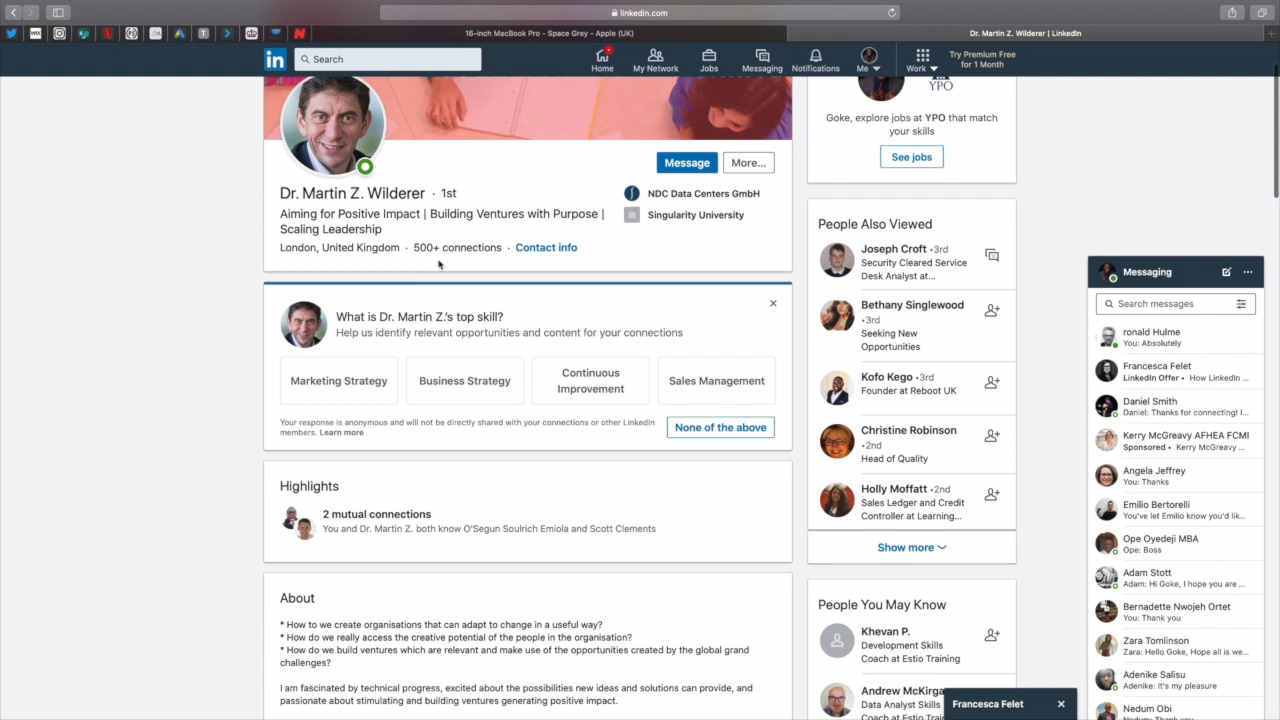 linkedin.com
16-inch MacBook Pro - Space Grey - Apple (UK)
Dr. Martin Z. Wilderer | LinkedIn
WIX
T
N
in
Search
Home
My Network
Jobs
Messaging
Notifications
Me
Work
Try Premium Free
for 1 Month
Dr. Martin Z. Wilderer · 1st
Aiming for Positive Impact | Building Ventures with Purpose |
Scaling Leadership
London, United Kingdom · 500+ connections · Contact info
Message
More...
NDC Data Centers GmbH
Singularity University
What is Dr. Martin Z.'s top skill?
Help us identify relevant opportunities and content for your connections
Marketing Strategy
Business Strategy
Continuous
Improvement
Sales Management
Your response is anonymous and will not be directly shared with your connections or other LinkedIn
members. Learn more
None of the above
Highlights
2 mutual connections
You and Dr. Martin Z. both know O'Segun Soulrich Emiola and Scott Clements
About
* How to we create organisations that can adapt to change in a useful way?
* How do we really access the creative potential of the people in the organisation?
* How do we build ventures which are relevant and make use of the opportunities created by the global grand
challenges?
I am fascinated by technical progress, excited about the possibilities new ideas and solutions can provide, and
passionate about stimulating and building ventures generating positive impact.
YPO
Goke, explore jobs at YPO that match
your skills
See jobs
People Also Viewed
Joseph Croft •3rd
Security Cleared Service
Desk Analyst at...
Bethany Singlewood
•3rd
Seeking New
Opportunities
Kofo Kego •3rd
Founder at Reboot UK
Christine Robinson
•2nd
Head of Quality
Holly Moffatt •2nd
Sales Ledger and Credit
Controller at Learning...
Show more
People You May Know
Khevan P.
Development Skills
Coach at Estio Training
Andrew McKirga
Data Analyst Skills
Coach at Estio Training
Messaging
Search messages
ronald Hulme
You: Absolutely
Francesca Felet
LinkedIn Offer • How LinkedIn ...
Daniel Smith
Daniel: Thanks for connecting! I...
Kerry McGreavy AFHEA FCMI
Sponsored • Kerry McGreavy ...
Angela Jeffrey
You: Thanks
Emilio Bertorelli
You've let Emilio know you'd lik...
Ope Oyedeji MBA
Ope: Boss
Adam Stott
Adam: Hi Goke, I hope you are ...
Bernadette Nwojeh Ortet
You: Thank you
Zara Tomlinson
Zara: Hello Goke, Hope all is we...
Adenike Salisu
Adenike: It's my pleasure
Nedum Obi
Nedum: Thank you
Francesca Felet